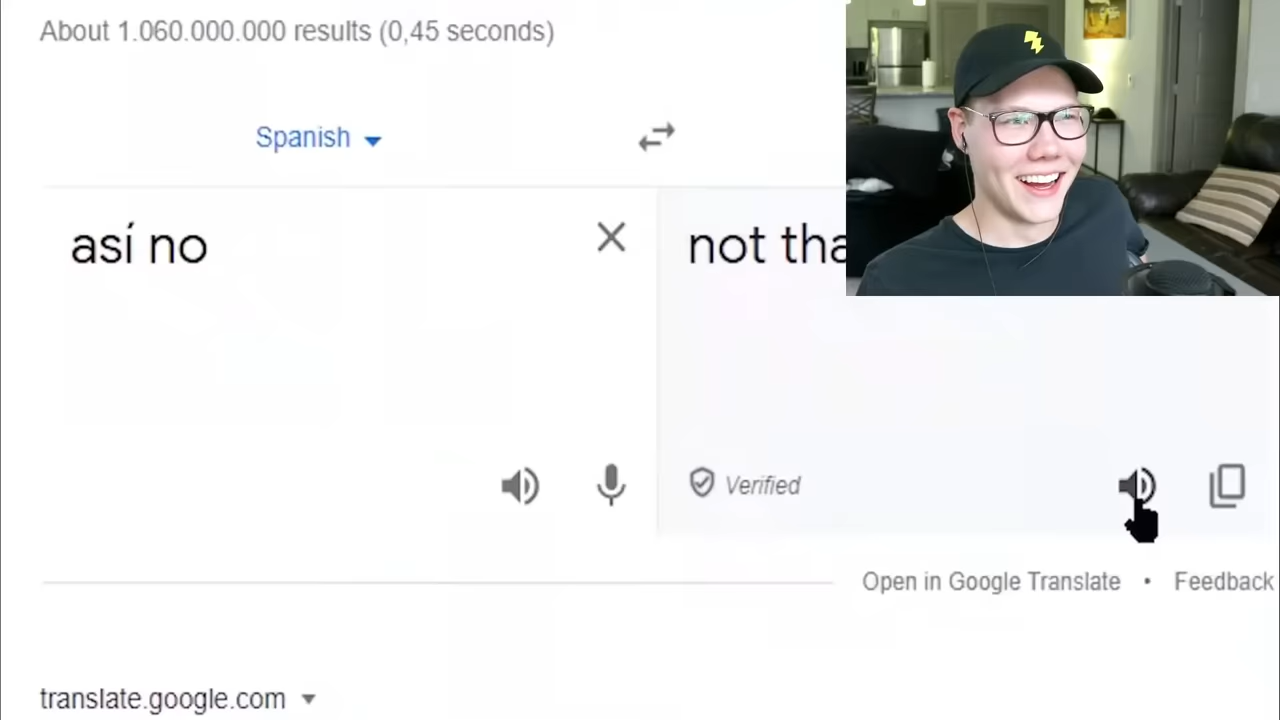 About 1.060.000.000 results (0,45 seconds)
Spanish
así no
not tha
Verified
Open in Google Translate • Feedback
translate.google.com